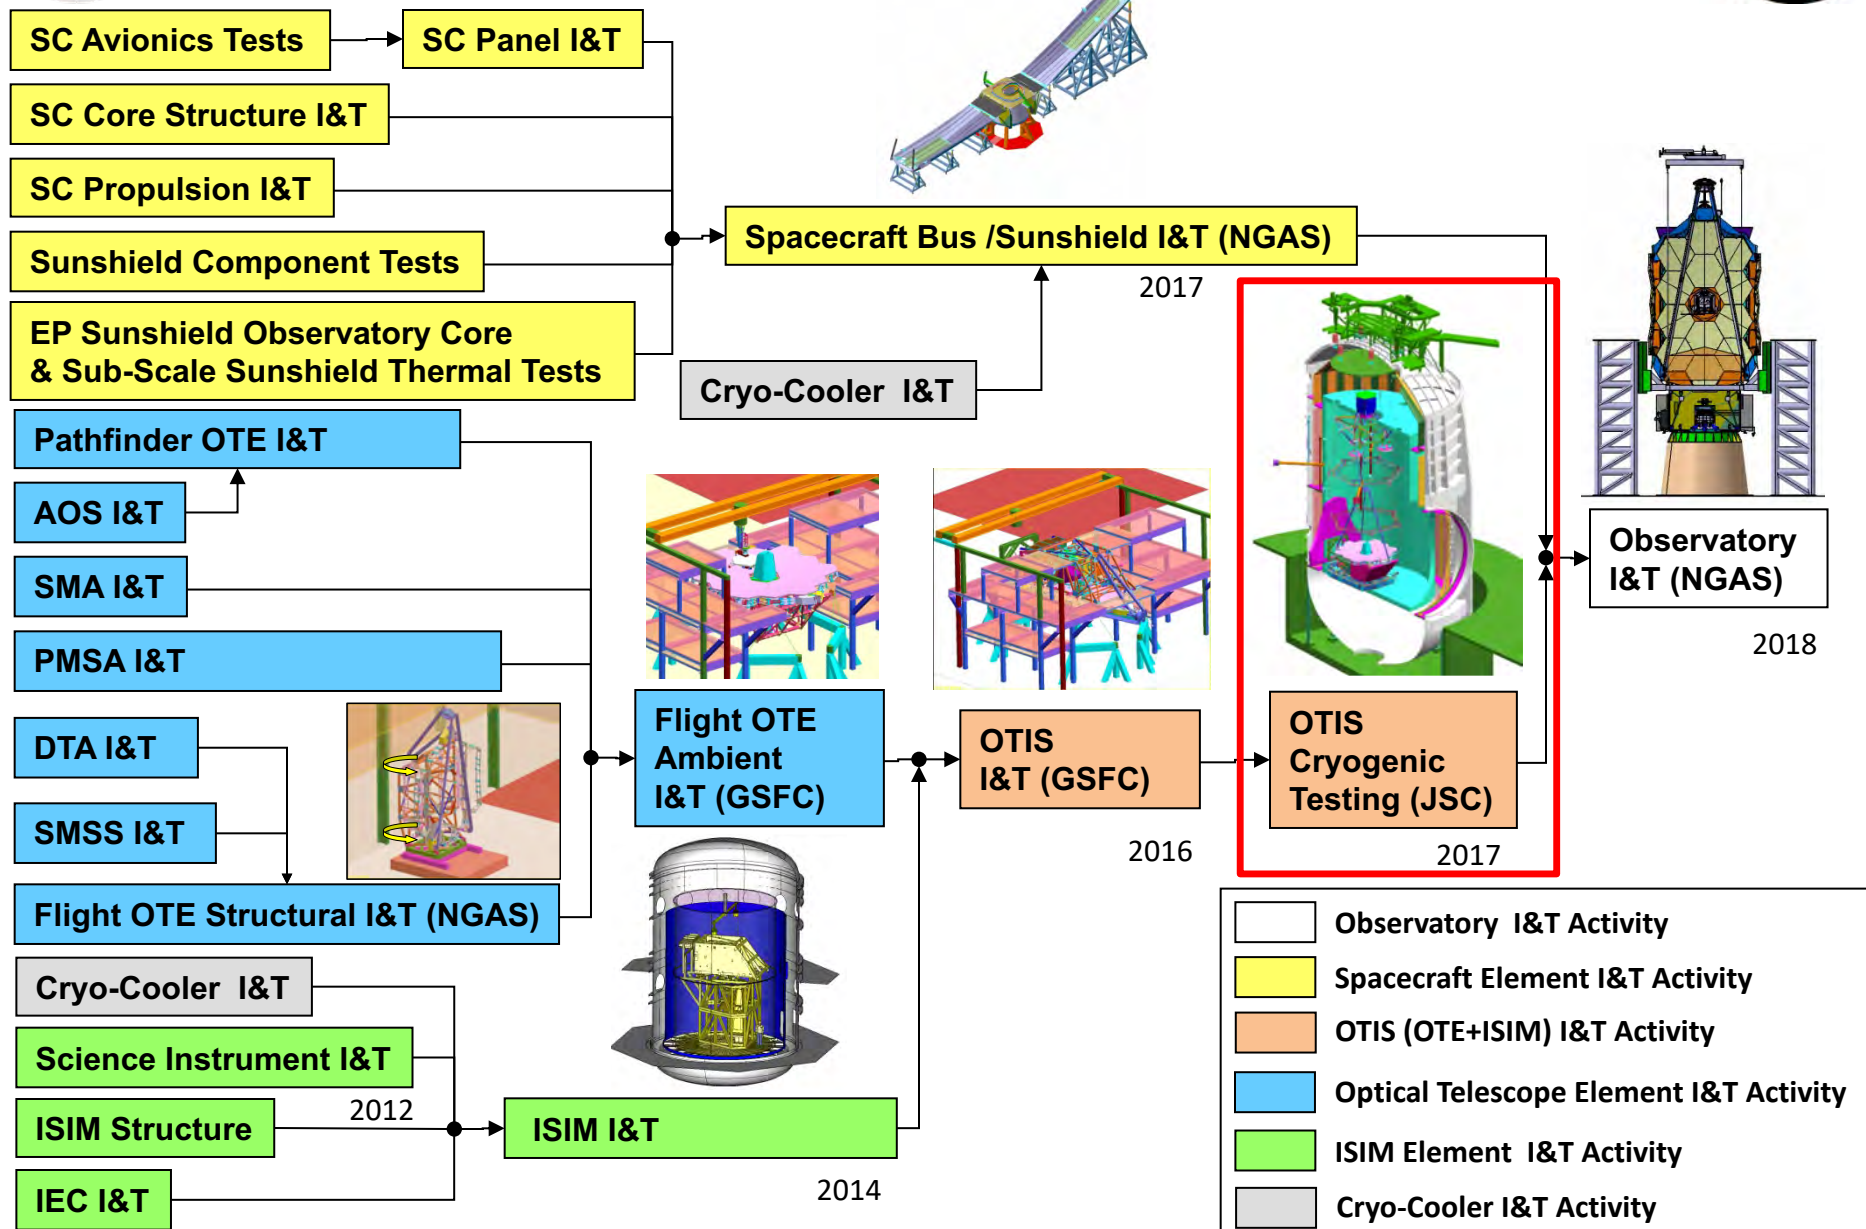 SC Avionics Tests
SC Panel I&T
SC Core Structure I&T
SC Propulsion I&T
Sunshield Component Tests
EP Sunshield Observatory Core
& Sub-Scale Sunshield Thermal Tests
Spacecraft Bus /Sunshield I&T (NGAS)
2017
Cryo-Cooler I&T
Pathfinder OTE I&T
AOS I&T
SMA I&T
PMSA I&T
DTA I&T
SMSS I&T
Flight OTE Structural I&T (NGAS)
Flight OTE
Ambient
I&T (GSFC)
OTIS
I&T (GSFC)
2016
OTIS
Cryogenic
Testing (JSC)
2017
Observatory
I&T (NGAS)
2018
Cryo-Cooler I&T
Science Instrument I&T
2012
ISIM Structure
IEC I&T
ISIM I&T
2014
Observatory I&T Activity
Spacecraft Element I&T Activity
OTIS (OTE+ISIM) I&T Activity
Optical Telescope Element I&T Activity
ISIM Element I&T Activity
Cryo-Cooler I&T Activity